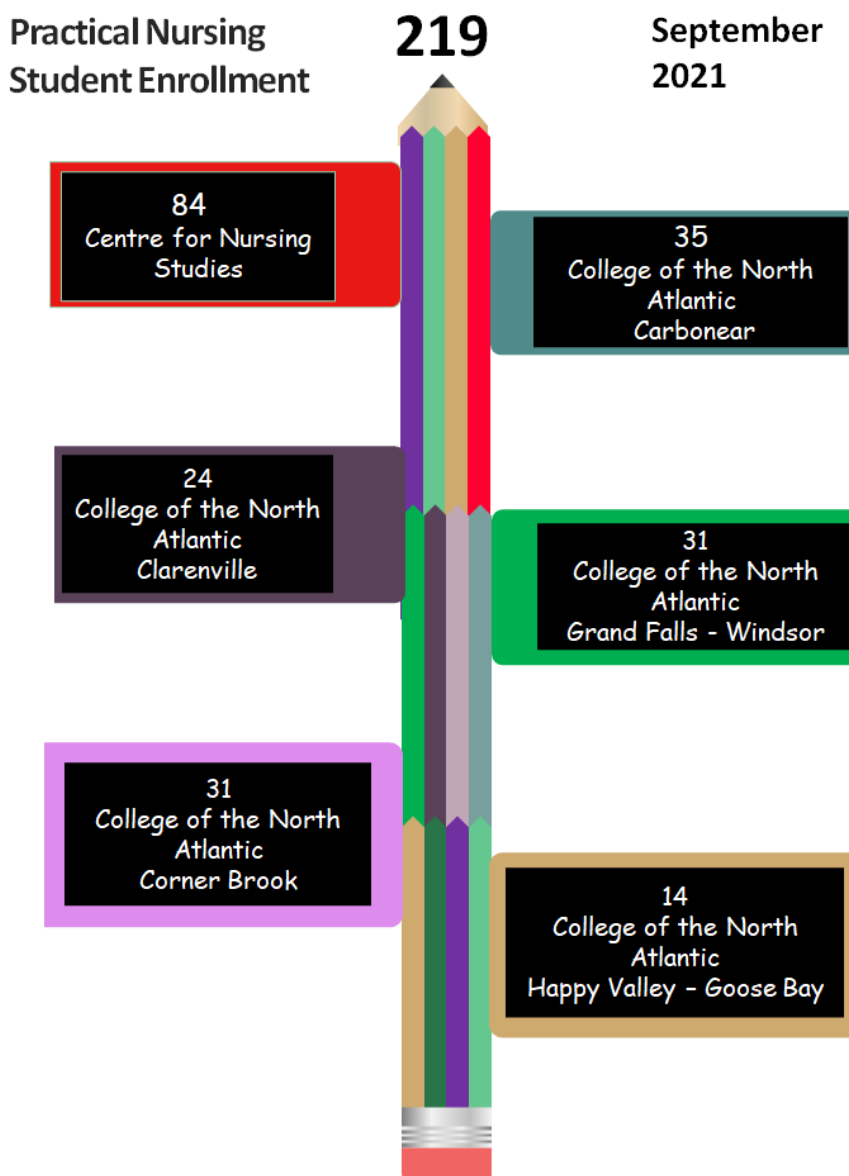 Practical Nursing
Student Enrollment
219
September
2021
84
Centre for Nursing
Studies
35
College of the North
Atlantic
Carbonear
24
College of the North
Atlantic
Clarenville
31
College of the North
Atlantic
Grand Falls - Windsor
31
College of the North
Atlantic
Corner Brook
14
College of the North
Atlantic
Happy Valley – Goose Bay